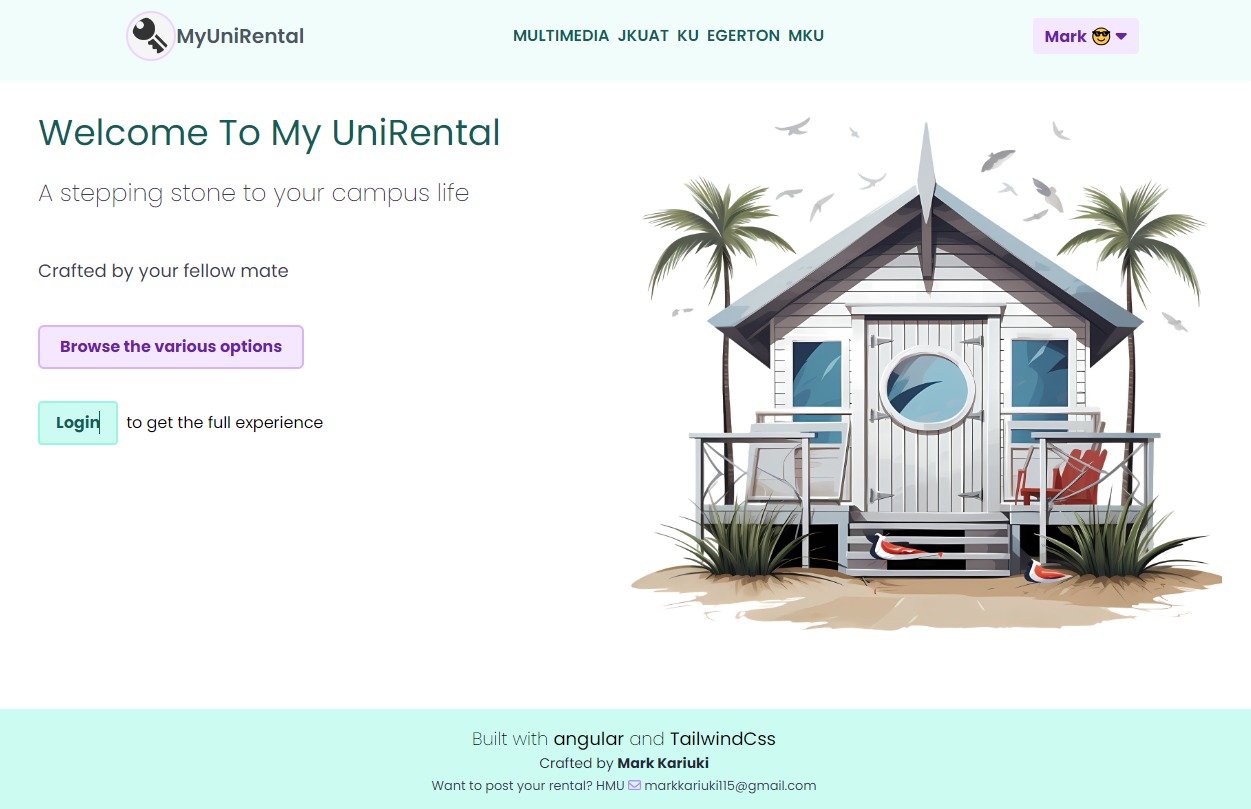 MyUniRental
MULTIMEDIA JKUAT KU EGERTON MKU
Mark 😎
Welcome To My UniRental
A stepping stone to your campus life
Crafted by your fellow mate
Browse the various options
Login to get the full experience
Built with angular and TailwindCss
Crafted by Mark Kariuki
Want to post your rental? HMU markkariuki115@gmail.com